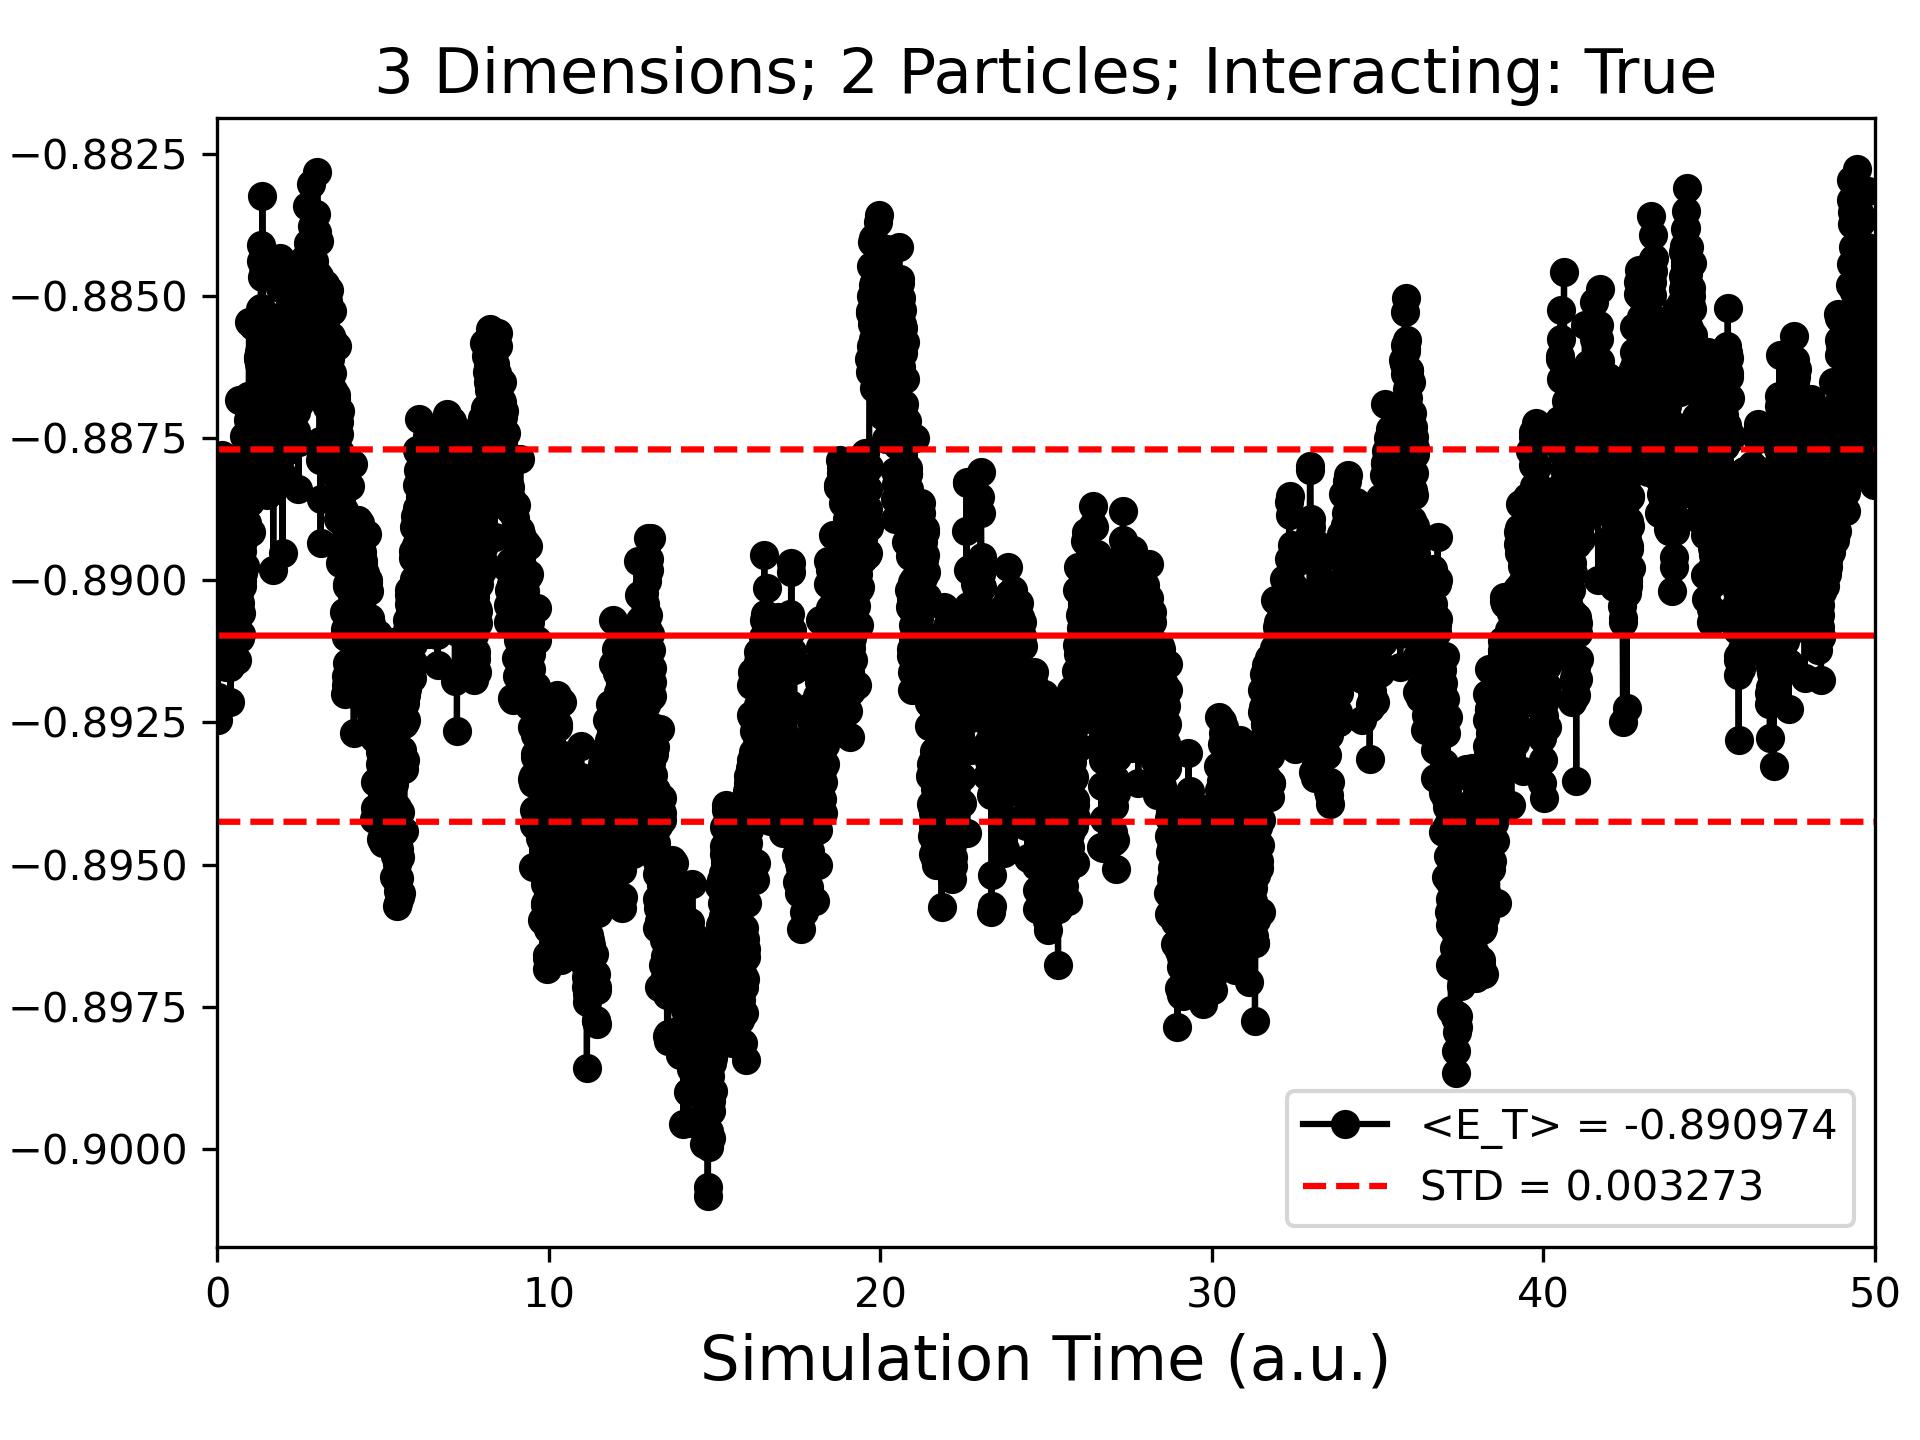 3 Dimensions; 2 Particles; Interacting: True
−0.8825
−0.8850
−0.8875
−0.8900
−0.8925
−0.8950
−0.8975
−0.9000
<E_T> = -0.890974
STD = 0.003273
0 10 20 30 40 50
Simulation Time (a.u.)